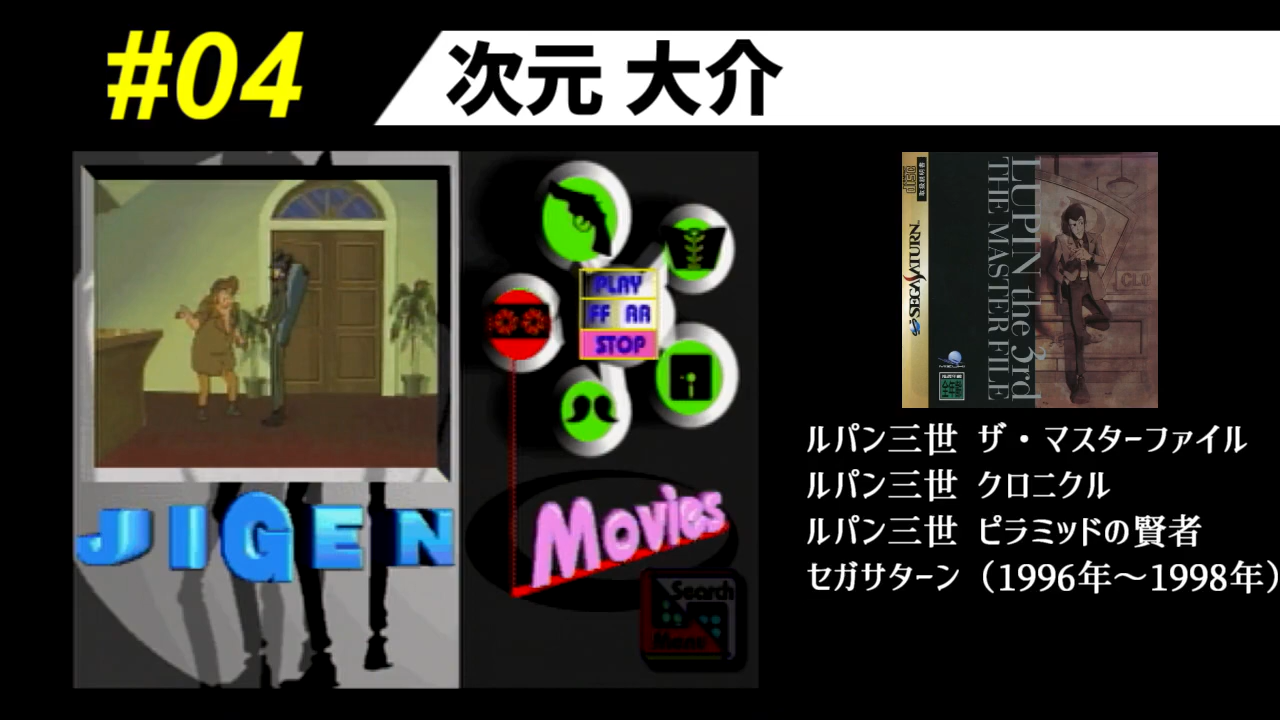 #04
次元 大介
PLAY
FF RR
STOP
JIGEN
Movies
Search
Menu
SEGA SATURN
LUPIN the 3rd
THE MASTER FILE
ルパン三世 ザ・マスターファイル
ルパン三世 クロニクル
ルパン三世 ピラミッドの賢者
セガサターン（1996年～1998年）